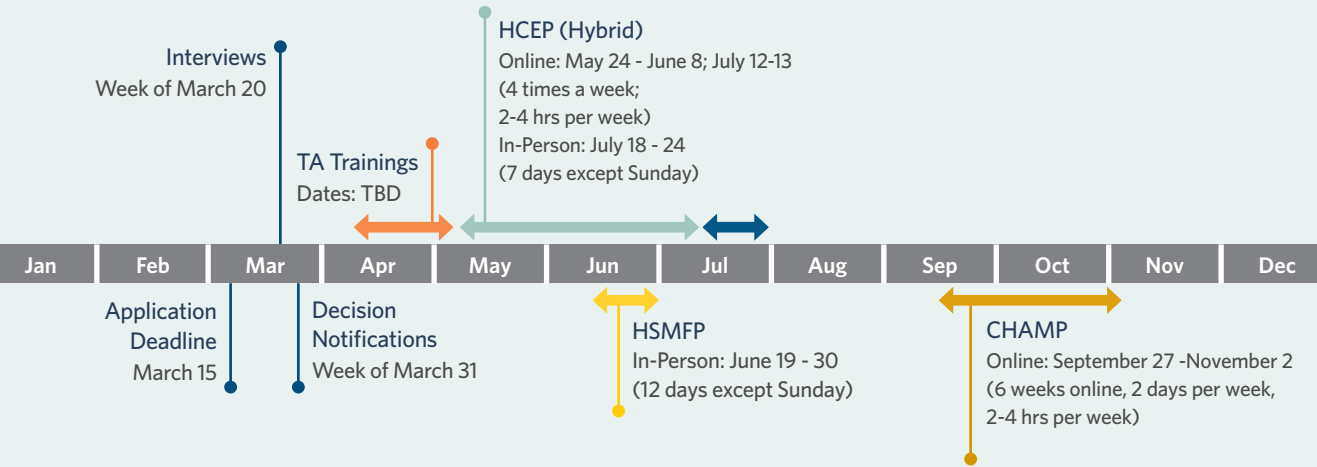 Interviews
Week of March 20
TA Trainings
Dates: TBD
HCEP (Hybrid)
Online: May 24 - June 8; July 12-13
(4 times a week;
2-4 hrs per week)
In-Person: July 18 - 24
(7 days except Sunday)
Jan Feb Mar Apr May Jun Jul Aug Sep Oct Nov Dec
Application
Deadline
March 15
Decision
Notifications
Week of March 31
HSMFP
In-Person: June 19 - 30
(12 days except Sunday)
CHAMP
Online: September 27 -November 2
(6 weeks online, 2 days per week,
2-4 hrs per week)